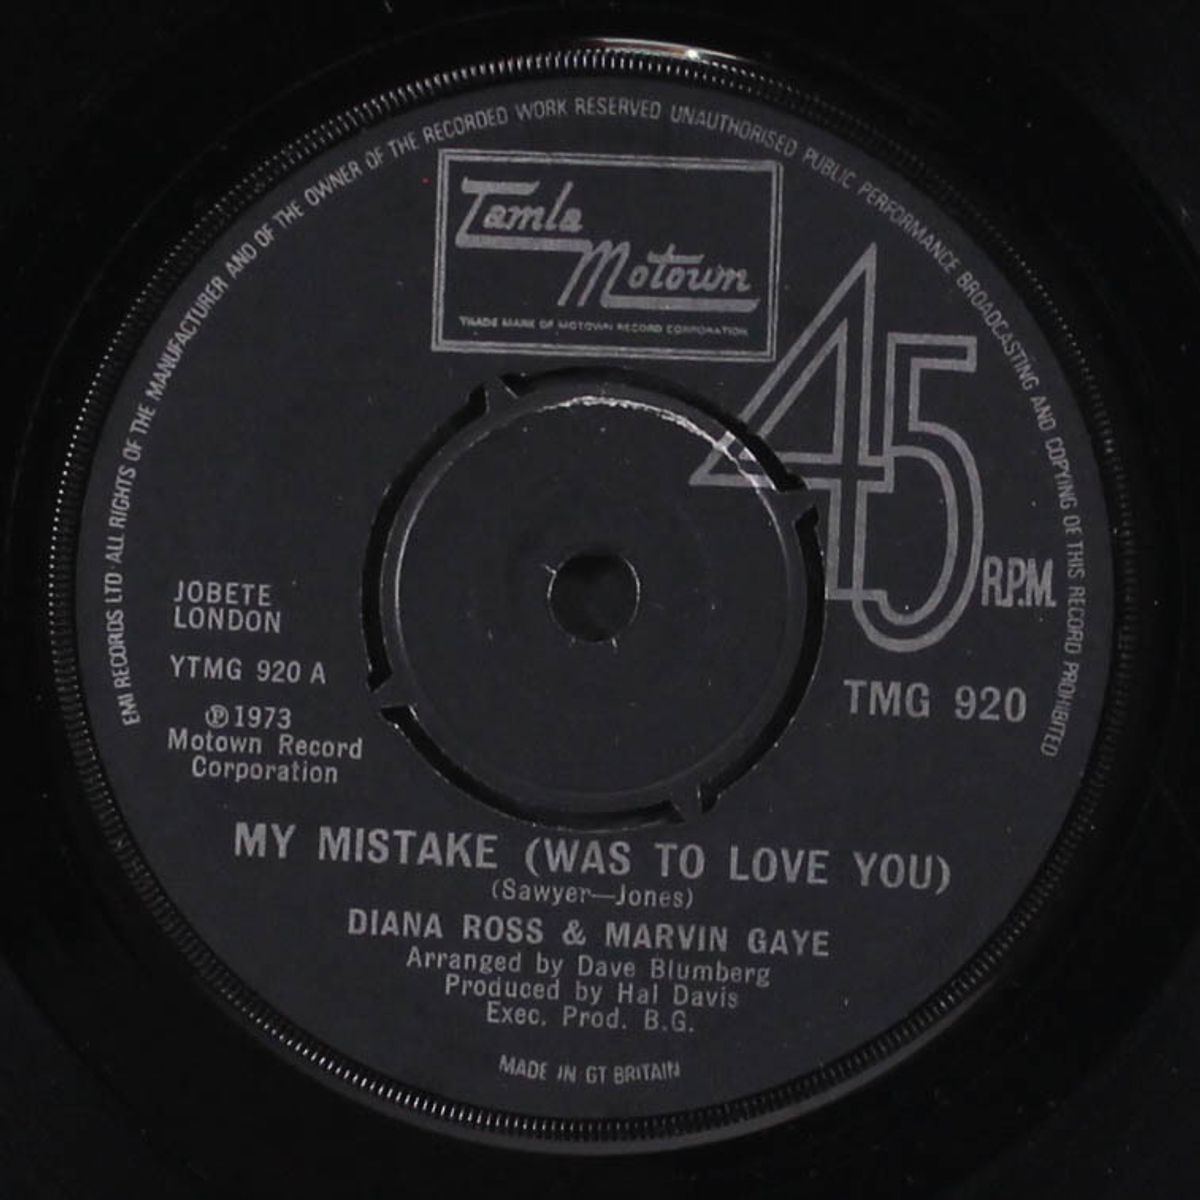 EMI RECORDS LTD ALL RIGHTS OF THE MANUFACTURER AND OF THE OWNER OF THE RECORDED WORK RESERVED UNAUTHORISED PUBLIC PERFORMANCE BROADCASTING AND COPYING OF THIS RECORD PROHIBITED
Tamla
Motown
TRADE MARK OF MOTOWN RECORD CORPORATION
45
R.P.M.
JOBETE
LONDON
YTMG 920 A
℗ 1973
Motown Record
Corporation
TMG 920
MY MISTAKE (WAS TO LOVE YOU)
(Sawyer—Jones)
DIANA ROSS & MARVIN GAYE
Arranged by Dave Blumberg
Produced by Hal Davis
Exec. Prod. B.G.
MADE IN GT BRITAIN